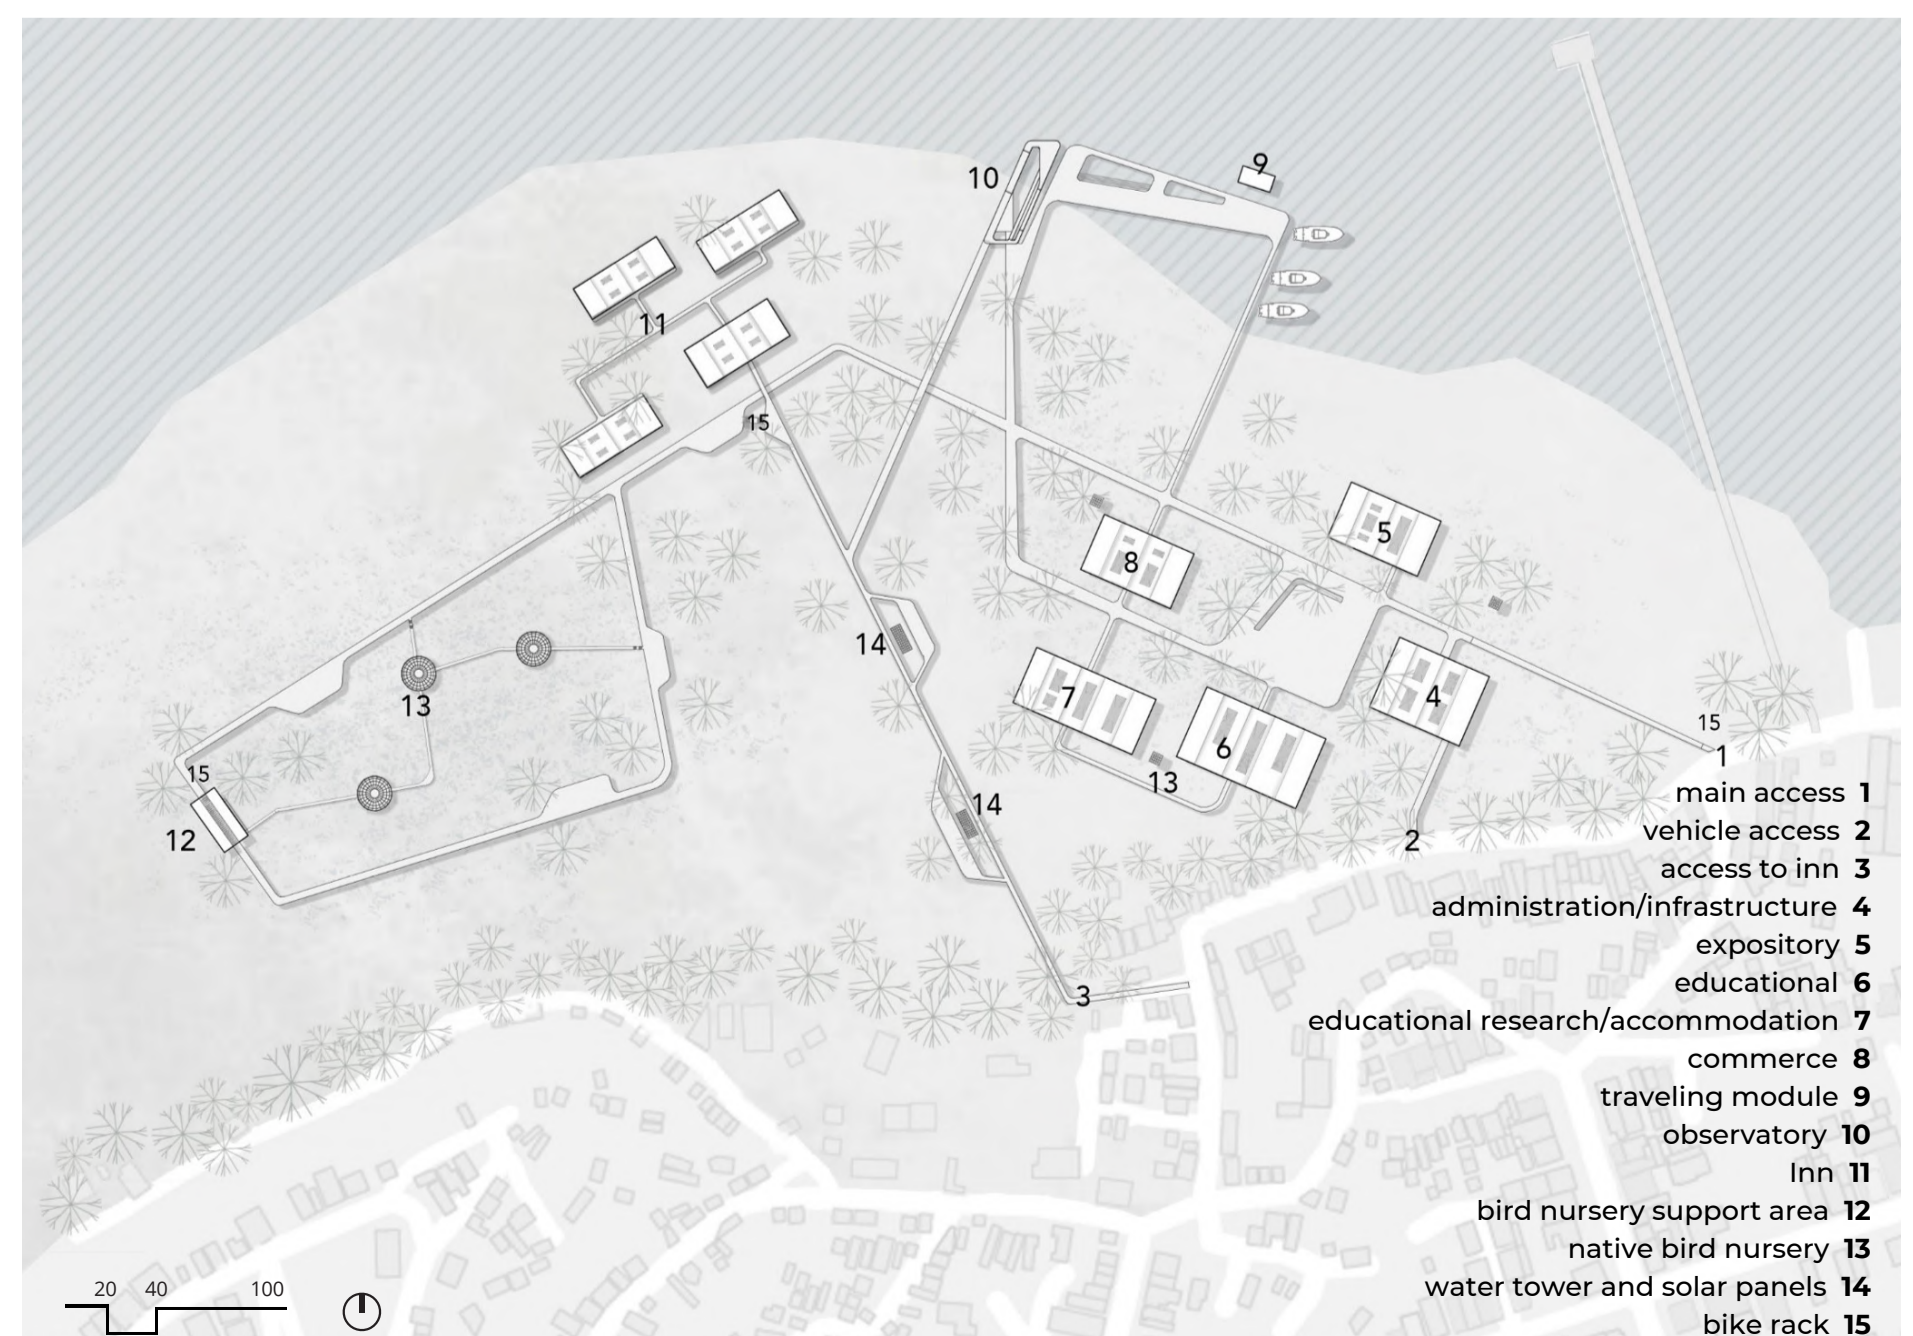 9
10
11
15
5
8
14
13
7
4
6
15
1
15
13
14
12
2
3
main access 1
vehicle access 2
access to inn 3
administration/infrastructure 4
expository 5
educational 6
educational research/accommodation 7
commerce 8
traveling module 9
observatory 10
Inn 11
bird nursery support area 12
native bird nursery 13
water tower and solar panels 14
bike rack 15
20 40 100